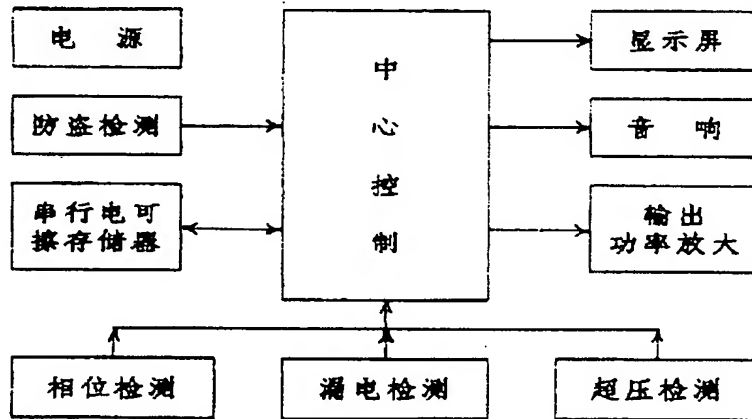 电 源
防盗检测
串行电可
擦存储器
中
心
控
制
显示屏
音 响
输出
功率放大
相位检测
漏电检测
超压检测